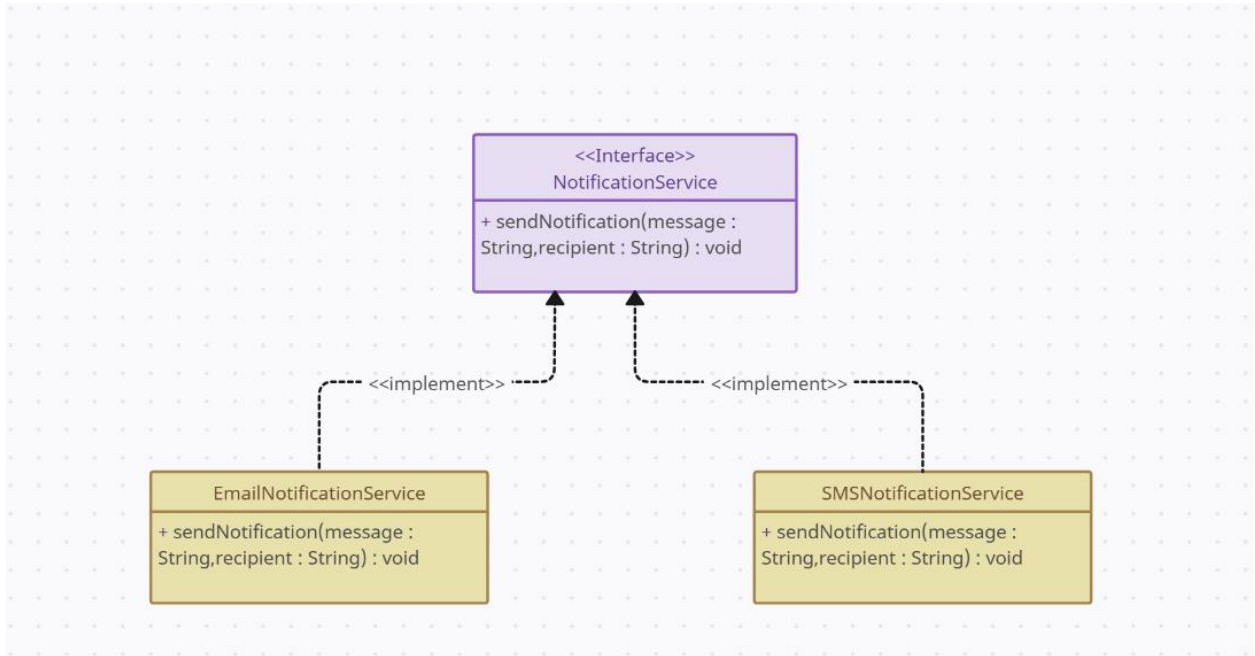 <<Interface>>
NotificationService
+ sendNotification(message :
String,recipient : String) : void
<<implement>>
<<implement>>
EmailNotificationService
+ sendNotification(message :
String,recipient : String) : void
SMSNotificationService
+ sendNotification(message :
String,recipient : String) : void